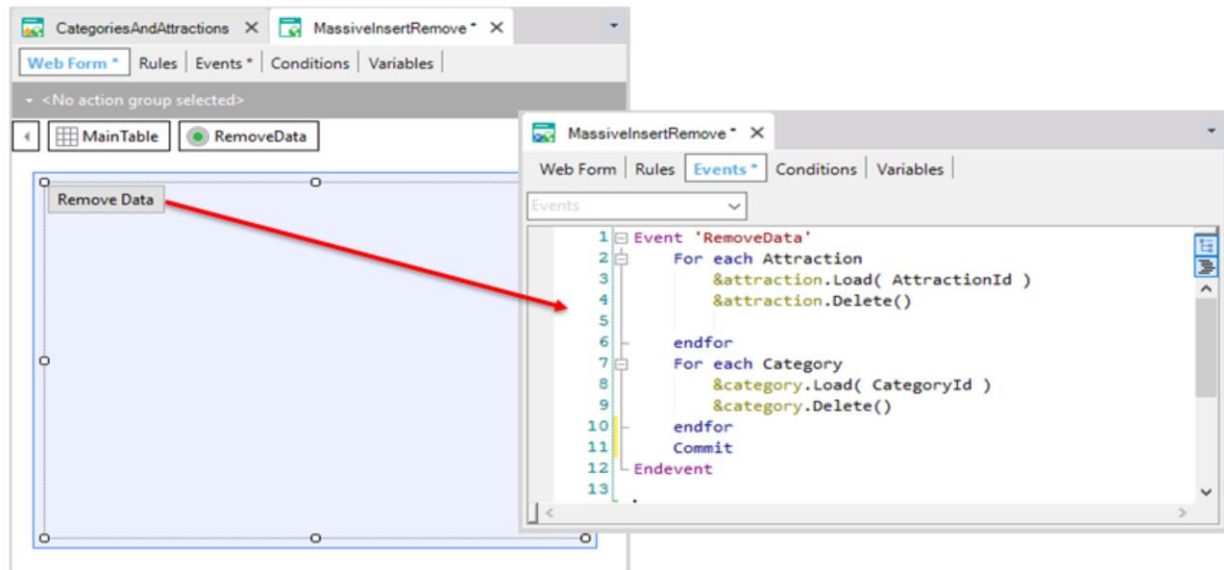 CategoriesAndAttractions X MassiveInsertRemove * X
Web Form * Rules Events * Conditions Variables
<No action group selected>
MainTable RemoveData
Remove Data
MassiveInsertRemove * X
Web Form Rules Events * Conditions Variables
Events
1 Event 'RemoveData'
2 For each Attraction
3 &attraction.Load( AttractionId )
4 &attraction.Delete()
5
6 endfor
7 For each Category
8 &category.Load( CategoryId )
9 &category.Delete()
10 endfor
11 Commit
12 Endevent
13